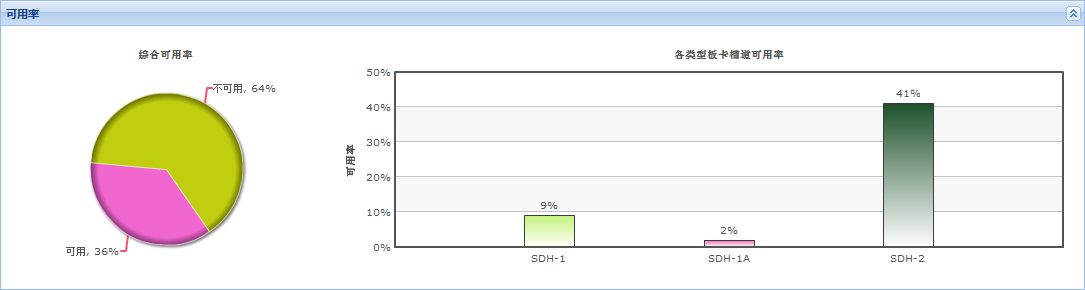 可用率
综合可用率
不可用, 64%
可用, 36%
各类型板卡槽道可用率
可用率
50%
40%
30%
20%
10%
0%
9%
2%
41%
SDH-1
SDH-1A
SDH-2